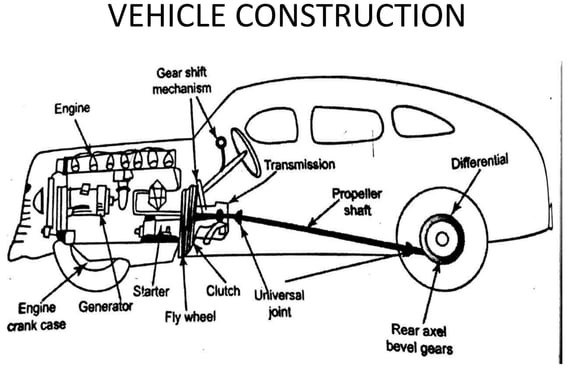 VEHICLE CONSTRUCTION
Gear shift
mechanism
Engine
Transmission
Differential
Propeller
shaft
Starter
Clutch
Universal
joint
Engine
crank case
Generator
Fly wheel
Rear axel
bevel gears